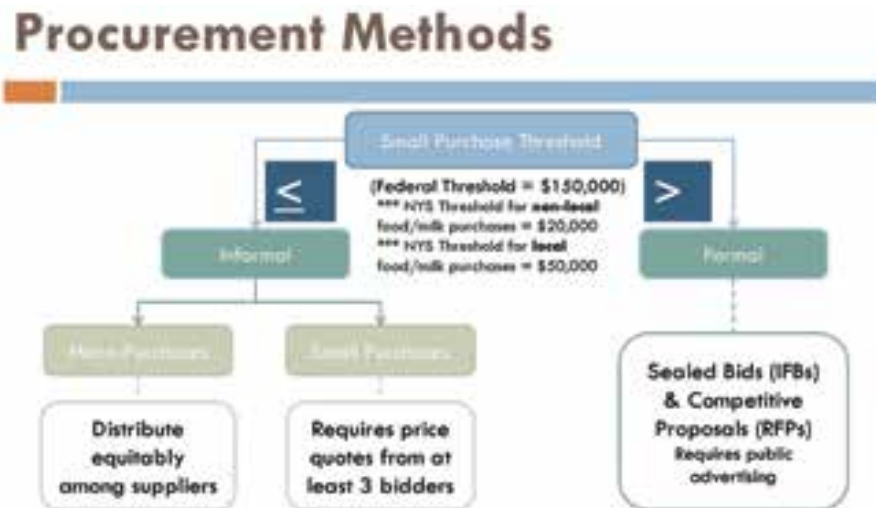 Procurement Methods
Small Purchase Threshold
≤
(Federal Threshold = $150,000)
*** NYS Threshold for non-local
food/milk purchases = $20,000
*** NYS Threshold for local
food/milk purchases = $50,000
>
Informal
Formal
Micro-Purchases
Small Purchases
Distribute
equitably
among suppliers
Requires price
quotes from at
least 3 bidders
Sealed Bids (IFBs)
& Competitive
Proposals (RFPs)
Requires public
advertising